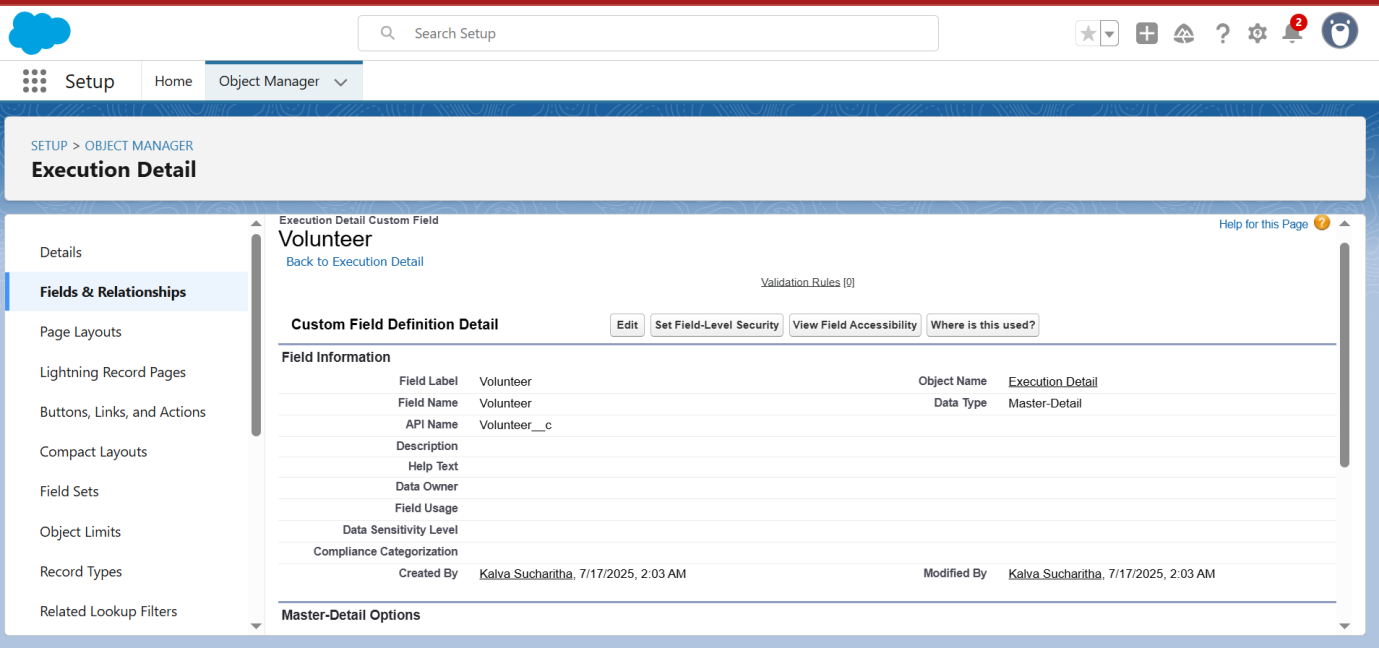 Search Setup
2
Setup
Home
Object Manager
SETUP > OBJECT MANAGER
Execution Detail
Details
Fields & Relationships
Page Layouts
Lightning Record Pages
Buttons, Links, and Actions
Compact Layouts
Field Sets
Object Limits
Record Types
Related Lookup Filters
Execution Detail Custom Field
Volunteer
Help for this Page ?
Back to Execution Detail
Validation Rules [0]
Custom Field Definition Detail
Edit
Set Field-Level Security
View Field Accessibility
Where is this used?
Field Information
Field Label Volunteer Object Name Execution Detail
Field Name Volunteer Data Type Master-Detail
API Name Volunteer__c
Description
Help Text
Data Owner
Field Usage
Data Sensitivity Level
Compliance Categorization
Created By Kalva Sucharitha, 7/17/2025, 2:03 AM Modified By Kalva Sucharitha, 7/17/2025, 2:03 AM
Master-Detail Options